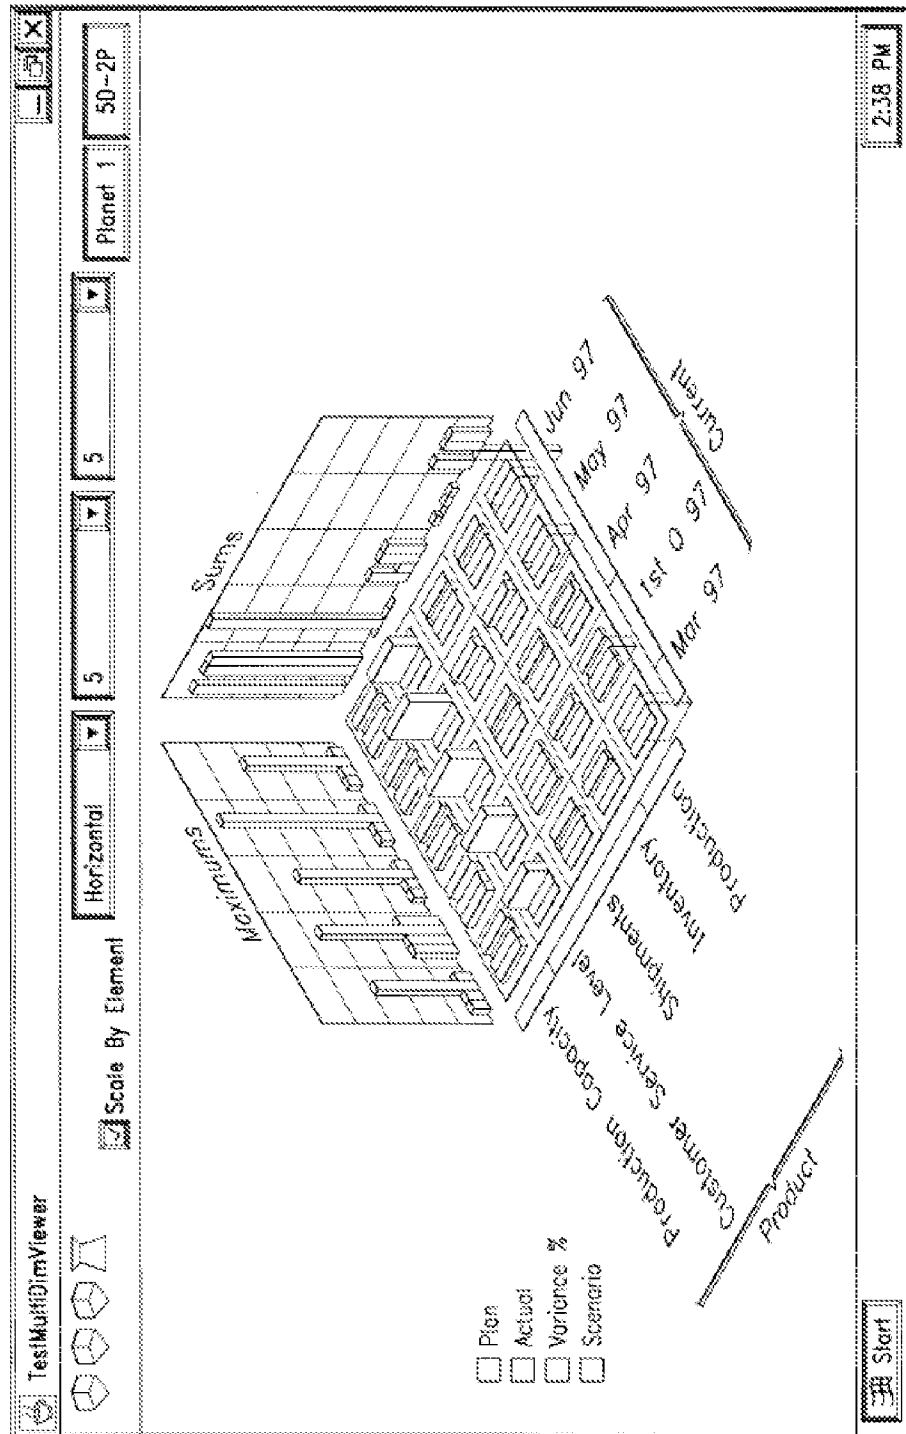 TestMultiDimViewer
Scale By Element
Horizontal
5
5
Planet 1
5D-2P
Maximums
Sums
Plan
Actual
Variance %
Scenario
Production Capacity
Customer Service Level
Shipments
Inventory
Production
Product
Mar 97
1st Q 97
Apr 97
May 97
Jun 97
Current
Start
2:38 PM